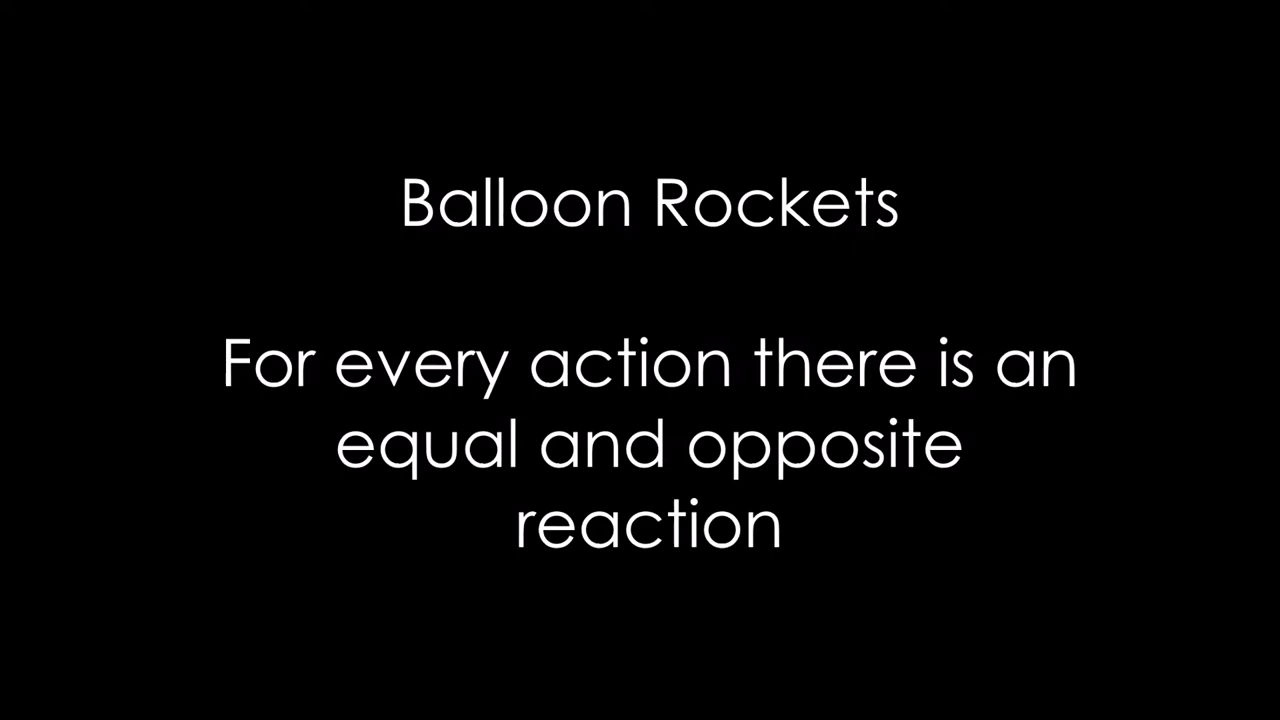 Balloon Rockets
For every action there is an
equal and opposite
reaction